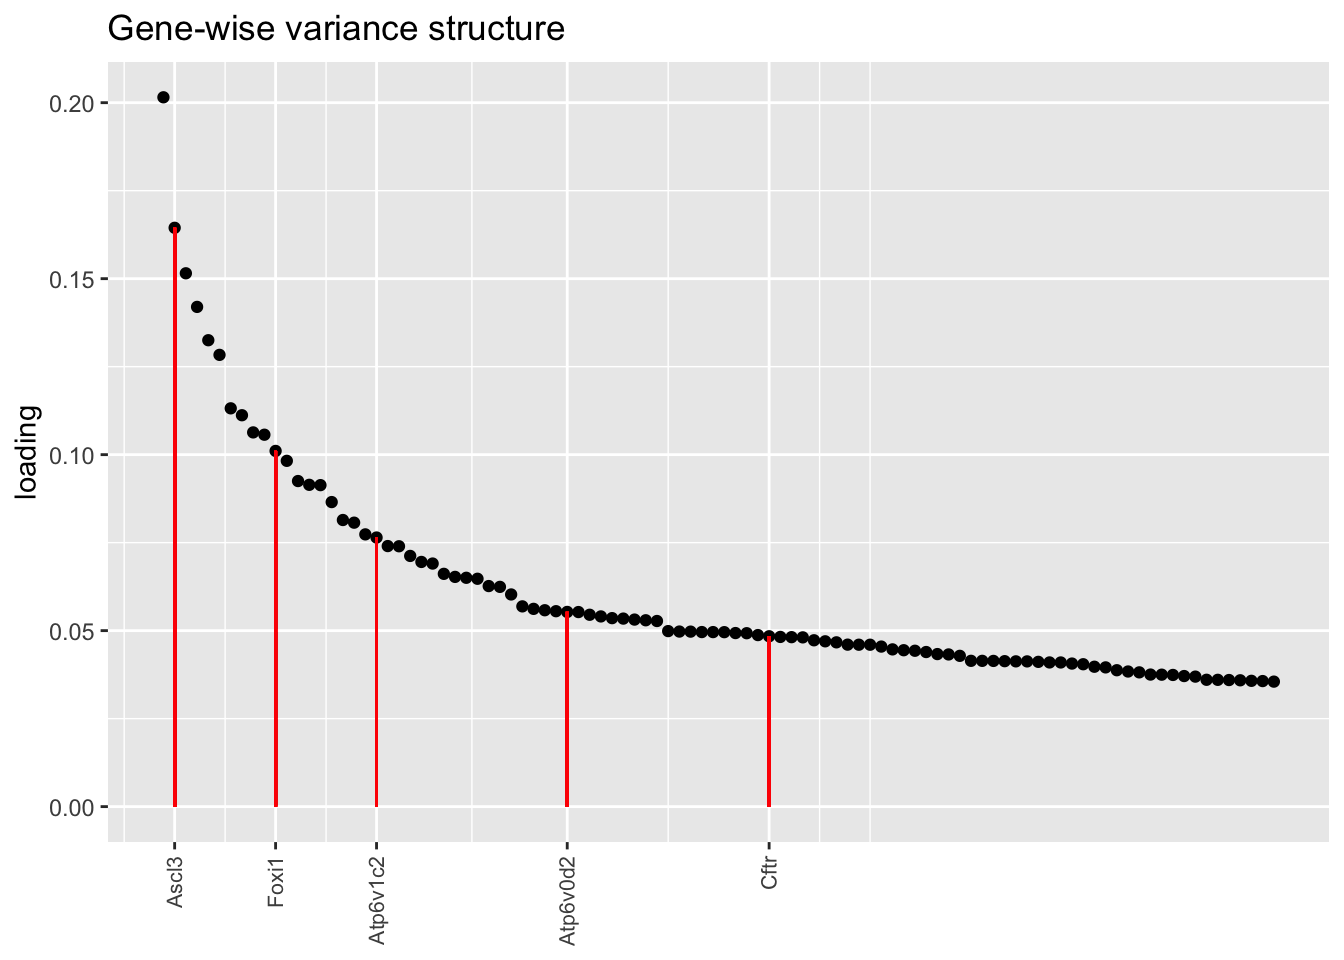 Gene-wise variance structure
loading
0.20
0.15
0.10
0.05
0.00
Ascl3
Foxi1
Atp6v1c2
Atp6v0d2
Cftr